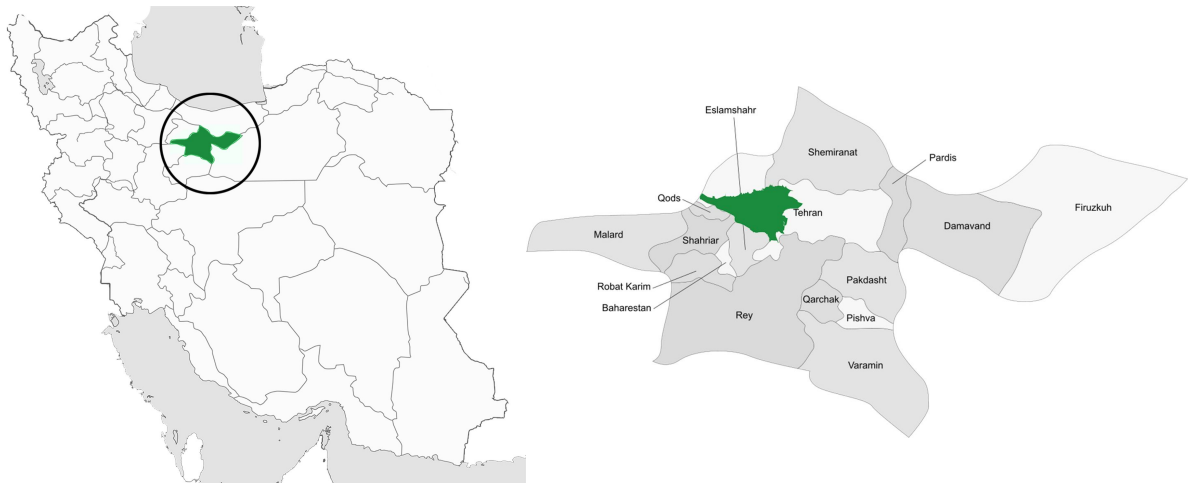 Eslamshahr
Shemiranat
Pardis
Qods
Tehran
Firuzkuh
Damavand
Malard
Shahriar
Pakdasht
Robat Karim
Qarchak
Baharestan
Rey
Pishva
Varamin